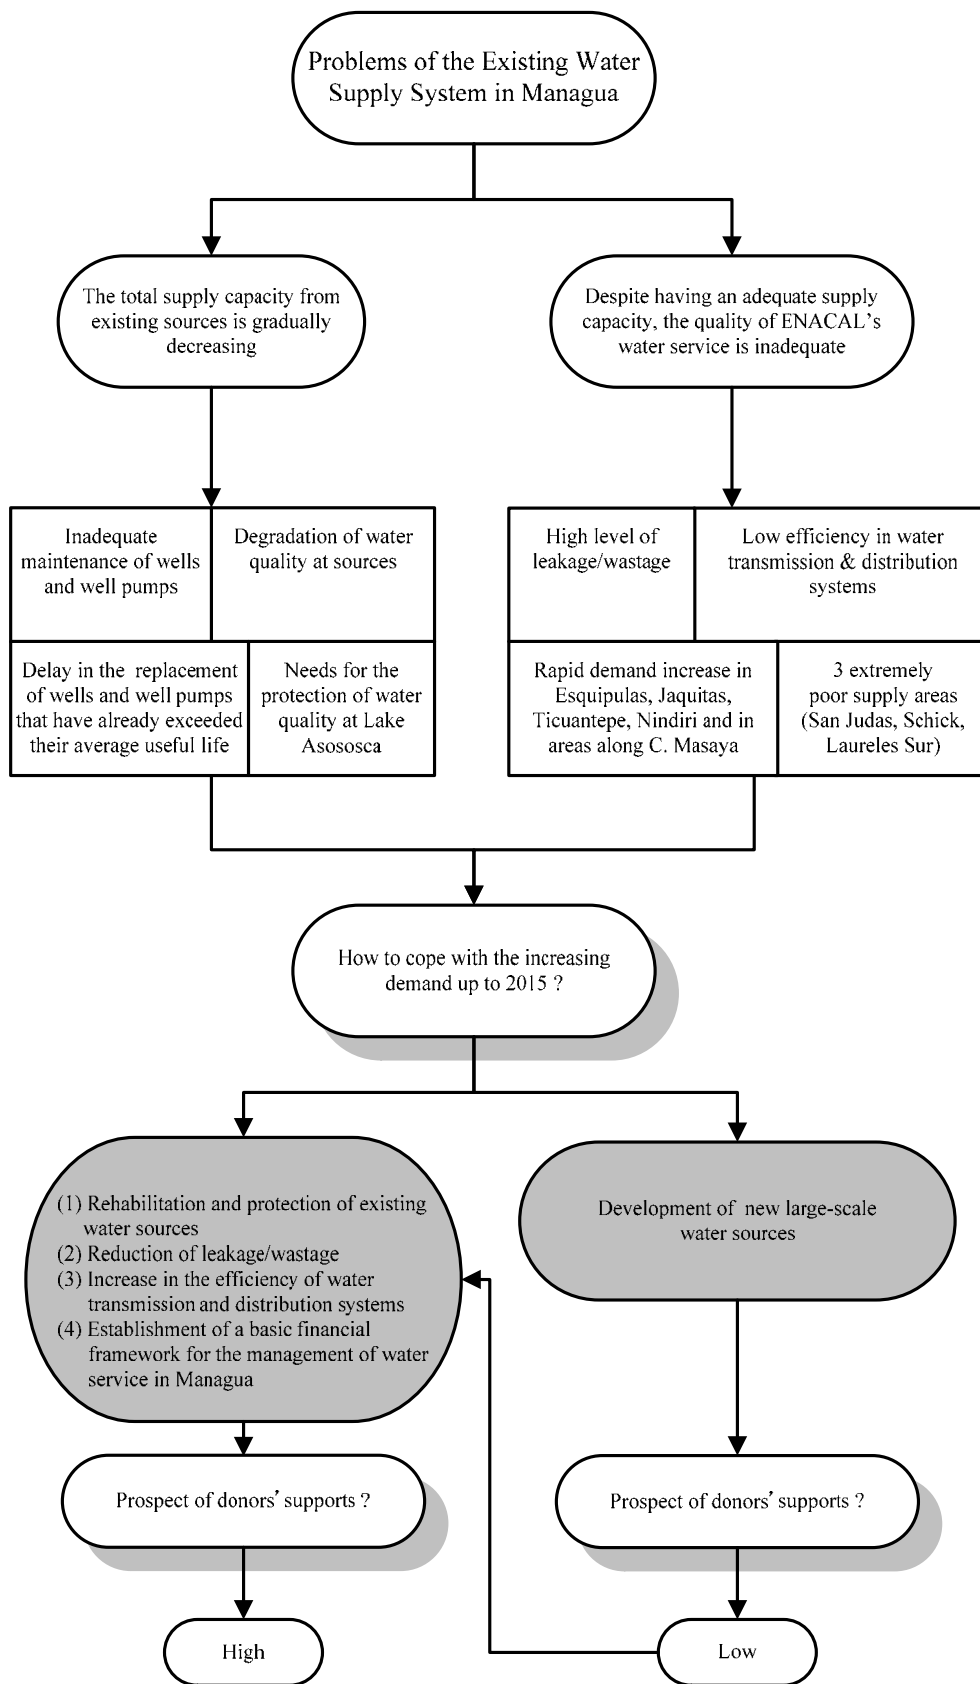 Problems of the Existing Water
Supply System in Managua
The total supply capacity from
existing sources is gradually
decreasing
Despite having an adequate supply
capacity, the quality of ENACAL's
water service is inadequate
Inadequate
maintenance of wells
and well pumps
Degradation of water
quality at sources
Delay in the replacement
of wells and well pumps
that have already exceeded
their average useful life
Needs for the
protection of water
quality at Lake
Asososca
High level of
leakage/wastage
Low efficiency in water
transmission & distribution
systems
Rapid demand increase in
Esquipulas, Jaquitas,
Ticuantepe, Nindiri and in
areas along C. Masaya
3 extremely
poor supply areas
(San Judas, Schick,
Laureles Sur)
How to cope with the increasing
demand up to 2015 ?
(1) Rehabilitation and protection of existing
water sources
(2) Reduction of leakage/wastage
(3) Increase in the efficiency of water
transmission and distribution systems
(4) Establishment of a basic financial
framework for the management of water
service in Managua
Development of new large-scale
water sources
Prospect of donors' supports ?
Prospect of donors' supports ?
High
Low